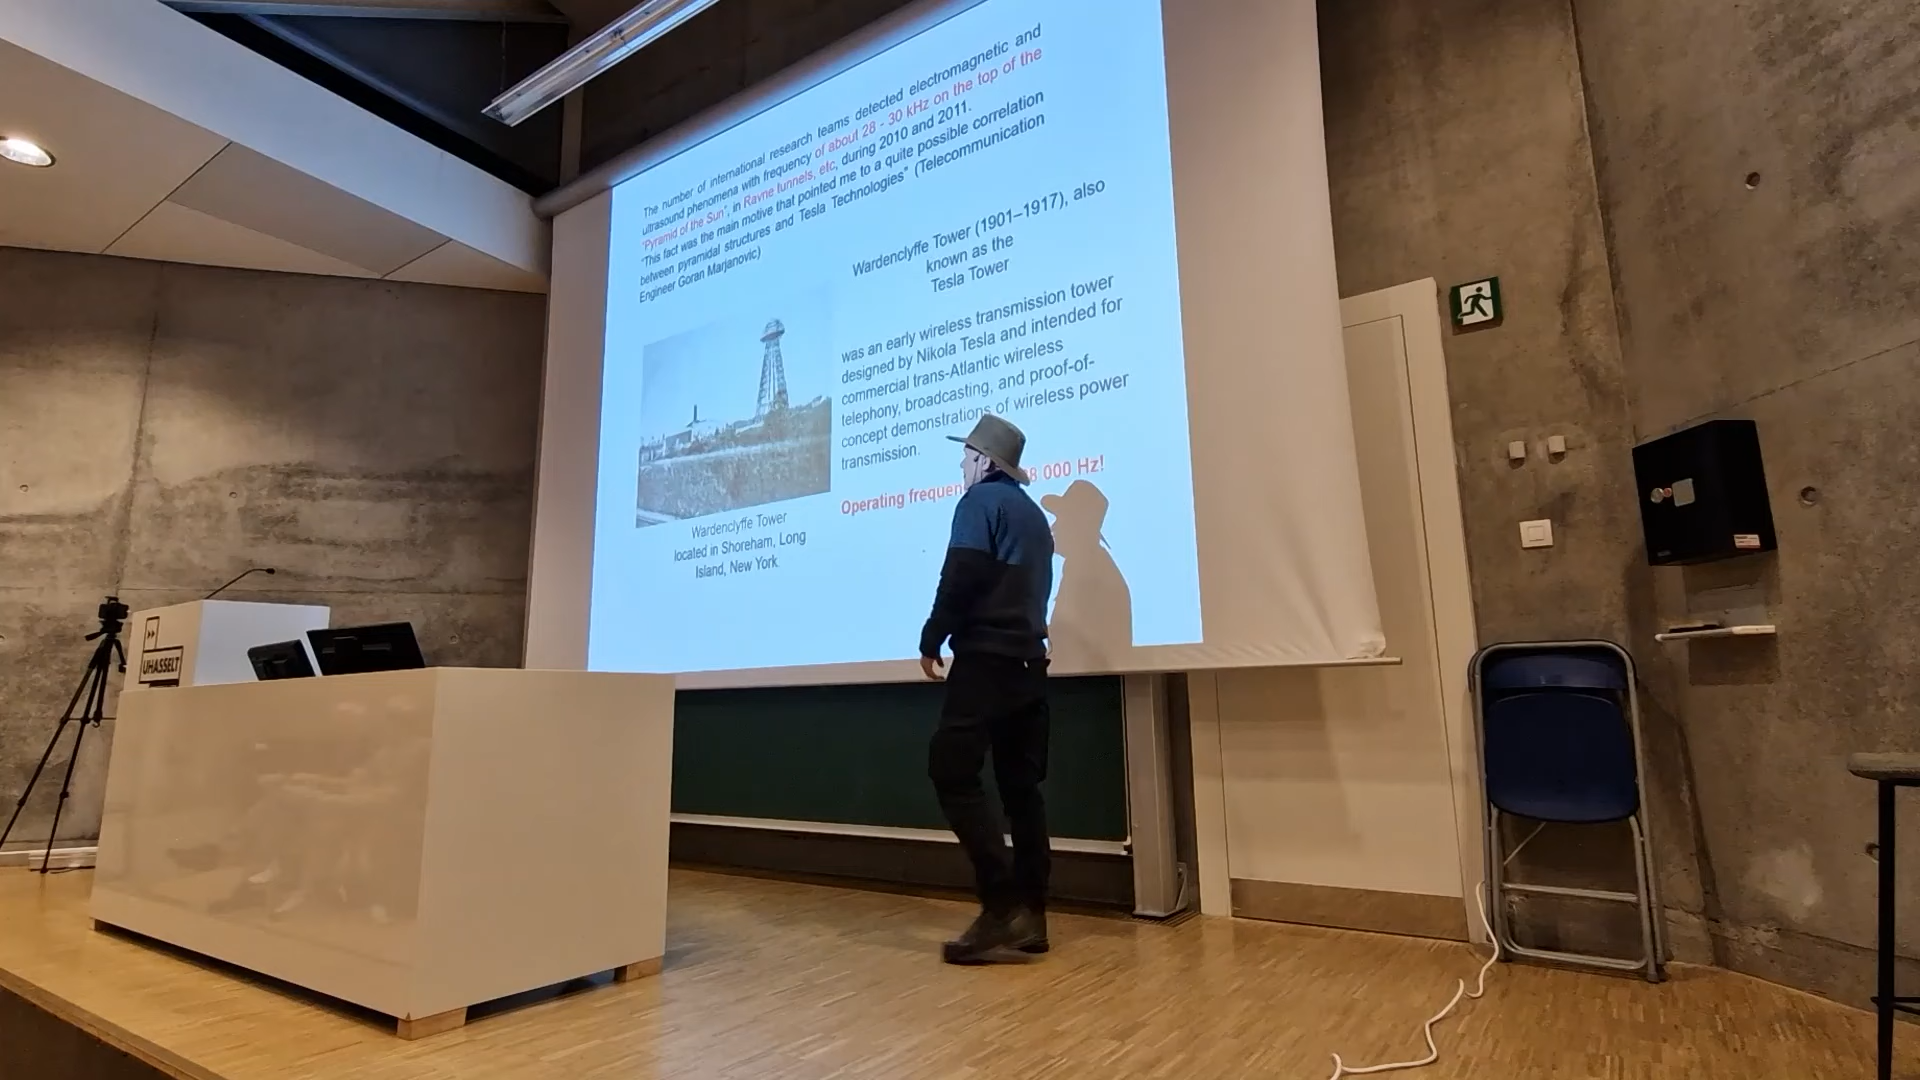 The number of international research teams detected electromagnetic and
ultrasound phenomena with frequency of about 28 - 30 kHz on the top of the
"Pyramid of the Sun", in Ravne tunnels, etc, during 2010 and 2011.
"This fact was the main motive that pointed me to a quite possible correlation
between pyramidal structures and Tesla Technologies" (Telecommunication
Engineer Goran Marjanovic)
Wardenclyffe Tower (1901–1917), also
known as the
Tesla Tower
was an early wireless transmission tower
designed by Nikola Tesla and intended for
commercial trans-Atlantic wireless
telephony, broadcasting, and proof-of-
concept demonstrations of wireless power
transmission.
Operating 000 Hz!
Wardenclyffe Tower
located in Shoreham, Long
Island, New York
UHASSELT